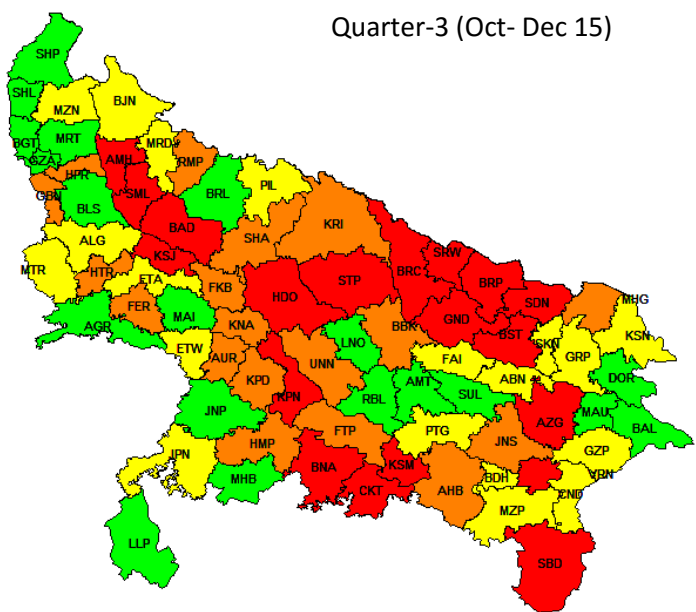 Quarter-3 (Oct- Dec 15)
SHP
SHL
MZN
BJN
BGT
MRT
MRD
GZA
AMH
RMP
HPR
GBN
SML
BRL
PIL
BLS
BAD
KRI
ALG
SHA
KSJ
MTR
HTR
ETA
FKB
HDO
STP
BRC
SRW
BRP
SDN
MHG
FER
MAI
AGR
KNA
LNO
BBK
GND
BST
SKN
KSN
ETW
AUR
UNN
FAI
GRP
KPD
AMT
ABN
DOR
KPN
RBL
SUL
JNP
AZG
MAU
BAL
HMP
FTP
PTG
JNS
GZP
JPN
BNA
KSM
MHB
CKT
AHB
BDH
VRN
CND
MZP
LLP
SBD